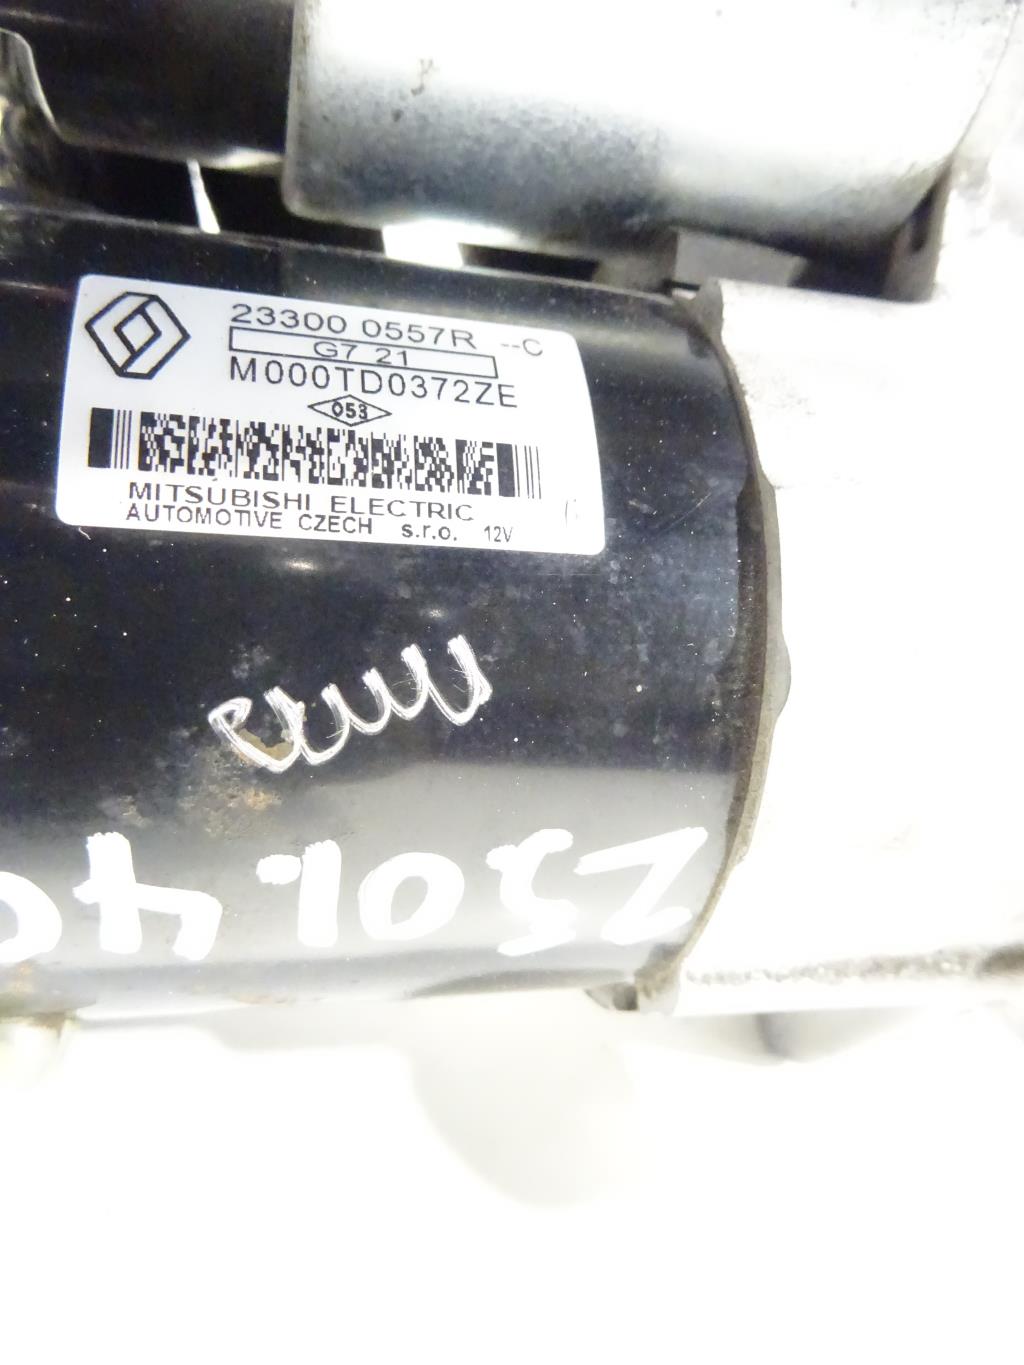 23300 0557R --C
G7 21
M000TD0372ZE
053
MITSUBISHI ELECTRIC
AUTOMOTIVE CZECH s.r.o. 12V